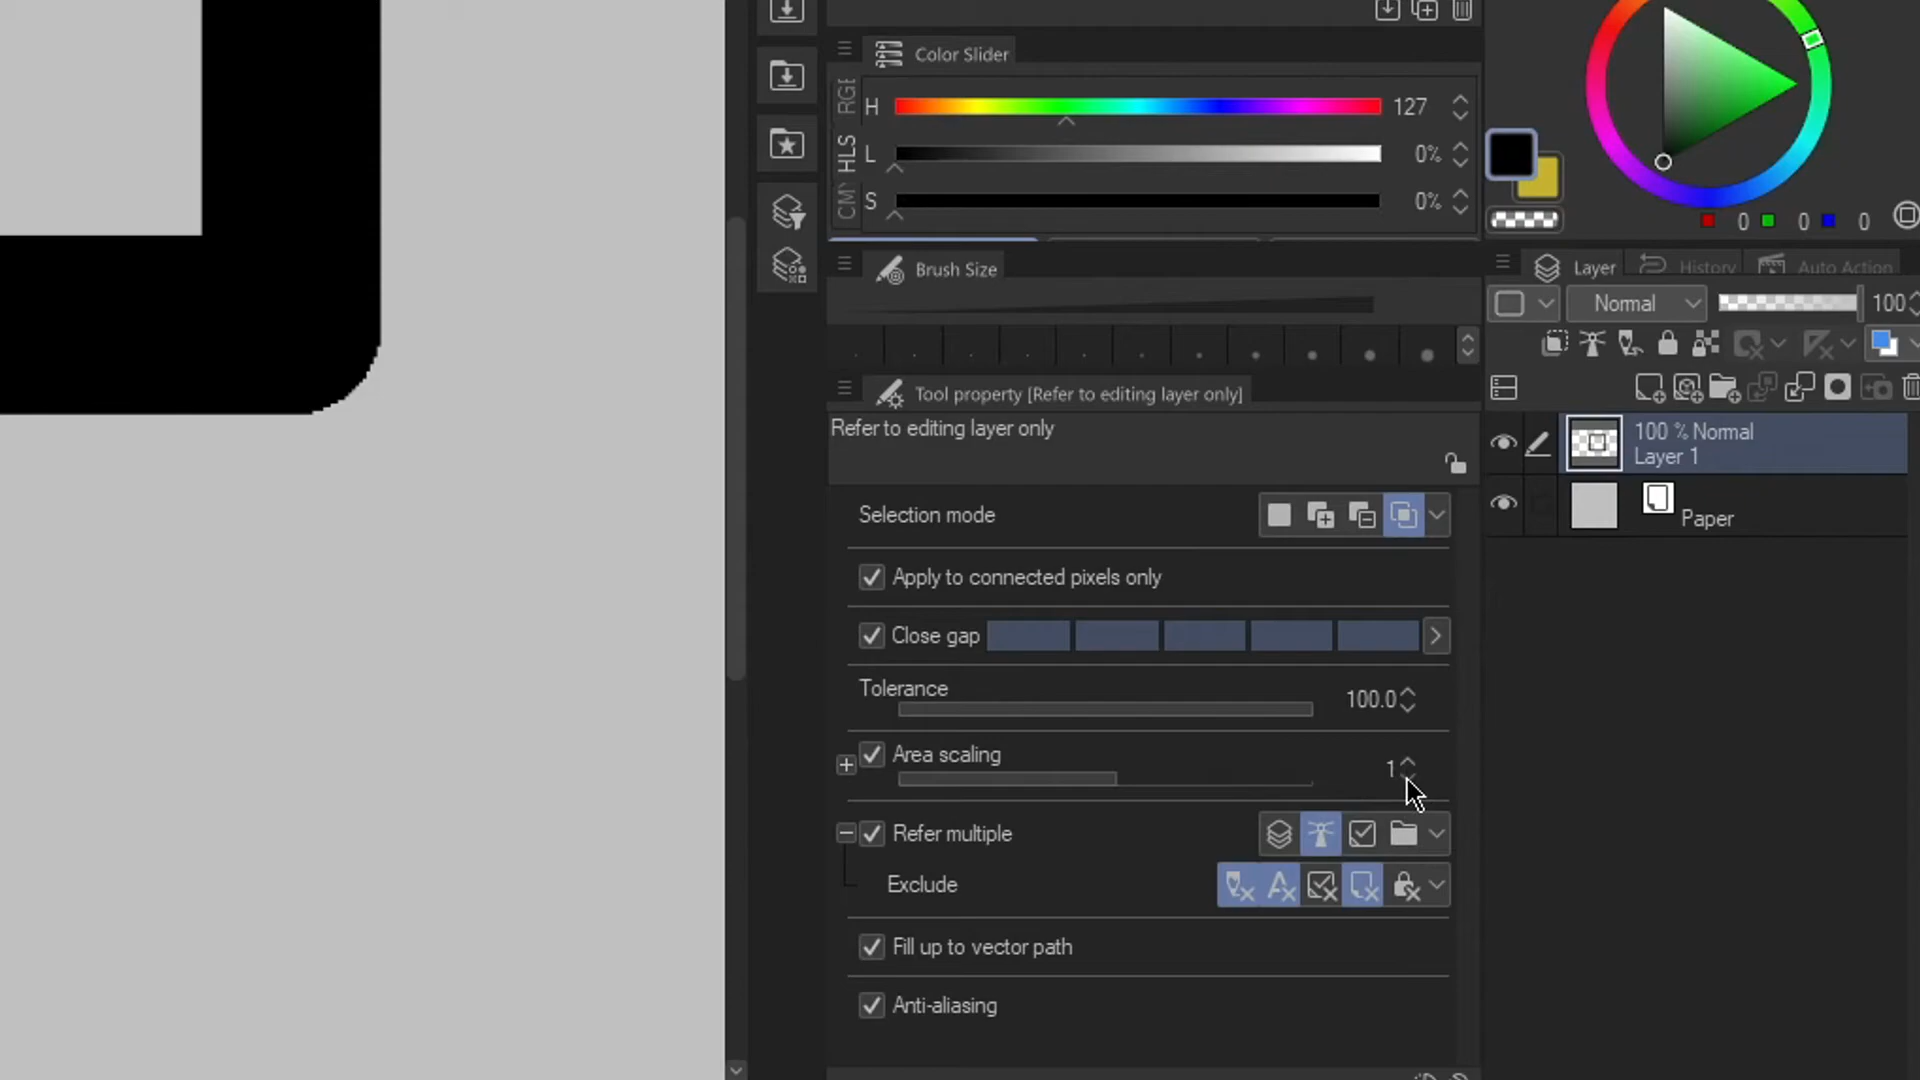 Color Slider
RGE
HLS
CM
H 127
L 0%
S 0%
0 0 0
Brush Size
Tool property [Refer to editing layer only]
Refer to editing layer only
Selection mode
Apply to connected pixels only
Close gap
Tolerance 100.0
Area scaling 1
Refer multiple
Exclude
Fill up to vector path
Anti-aliasing
Layer History Auto Action
Normal 100
100 % Normal
Layer 1
Paper